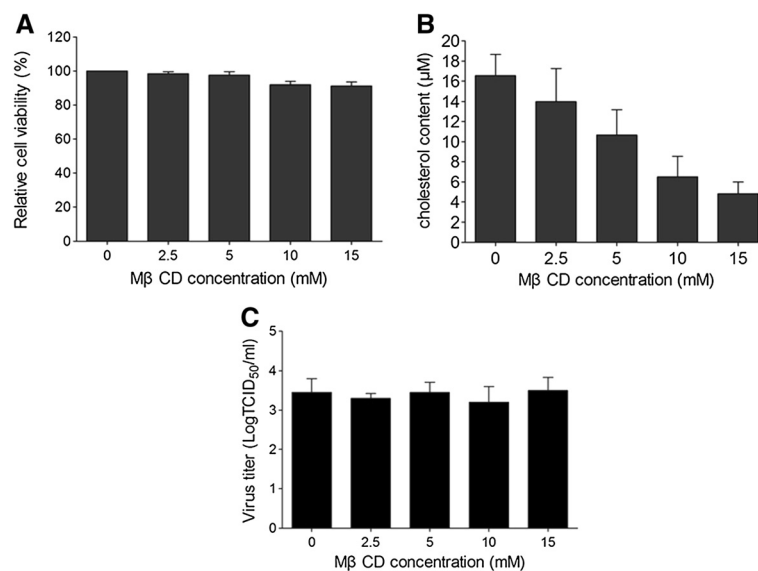 A
Relative cell viability (%)
120
100
80
60
40
20
0
0 2.5 5 10 15
Mβ CD concentration (mM)
B
cholesterol content (µM)
20
18
16
14
12
10
8
6
4
2
0
0 2.5 5 10 15
Mβ CD concentration (mM)
C
Virus titer (LogTCID50/ml)
5
4
3
2
1
0
0 2.5 5 10 15
Mβ CD concentration (mM)